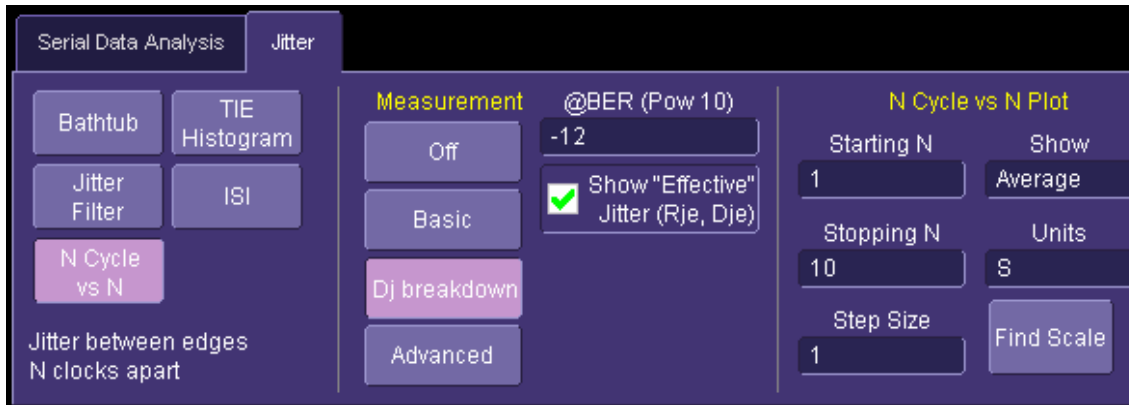 Serial Data Analysis
Jitter
Bathtub
TIE
Histogram
Jitter
Filter
ISI
N Cycle
vs N
Jitter between edges
N clocks apart
Measurement
Off
Basic
Dj breakdown
Advanced
@BER (Pow 10)
-12
Show "Effective"
Jitter (Rje, Dje)
N Cycle vs N Plot
Starting N
1
Stopping N
10
Step Size
1
Show
Average
Units
S
Find Scale